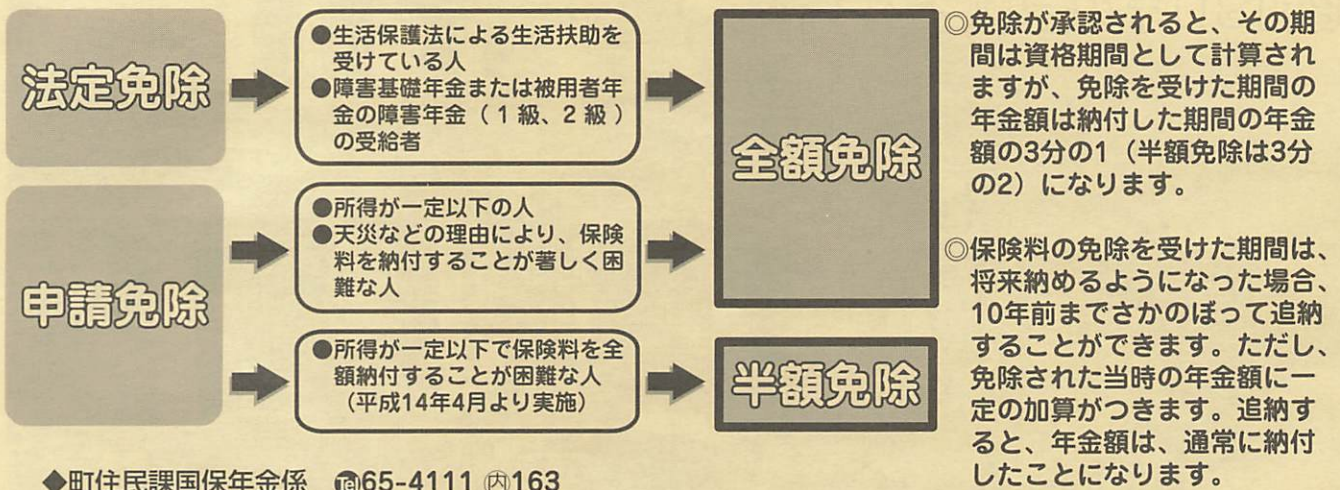 法定免除
●生活保護法による生活扶助を
受けている人
●障害基礎年金または被用者年
金の障害年金(1級、2級)
の受給者
申請免除
●所得が一定以下の人
●天災などの理由により、保険
料を納付することが著しく困
難な人
●所得が一定以下で保険料を全
額納付することが困難な人
(平成14年4月より実施)
全額免除
半額免除
◎免除が承認されると、その期
間は資格期間として計算され
ますが、免除を受けた期間の
年金額は納付した期間の年金
額の3分の1(半額免除は3分
の2)になります。
◎保険料の免除を受けた期間は、
将来納めるようになった場合、
10年前までさかのぼって追納
することができます。ただし、
免除された当時の年金額に一
定の加算がつきます。追納す
ると、年金額は、通常に納付
したことになります。
◆町住民課国保年金係 ℡65-4111 ㊅163